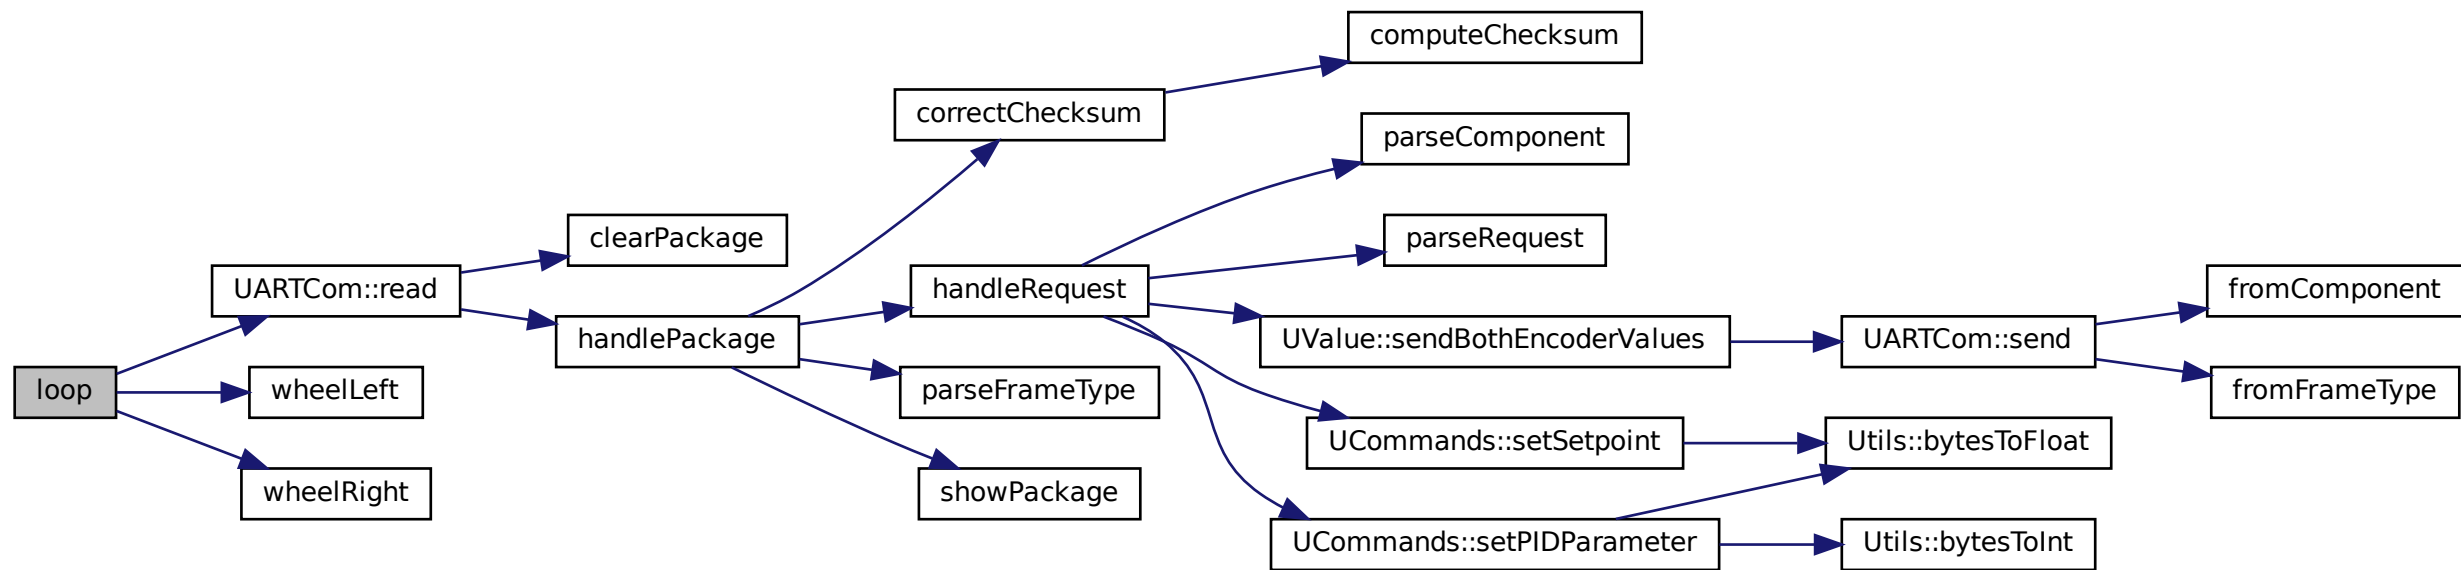 computeChecksum
correctChecksum
parseComponent
clearPackage
parseRequest
UARTCom::read
handleRequest
fromComponent
handlePackage
UValue::sendBothEncoderValues
UARTCom::send
loop
wheelLeft
parseFrameType
fromFrameType
UCommands::setSetpoint
Utils::bytesToFloat
wheelRight
showPackage
UCommands::setPIDParameter
Utils::bytesToInt